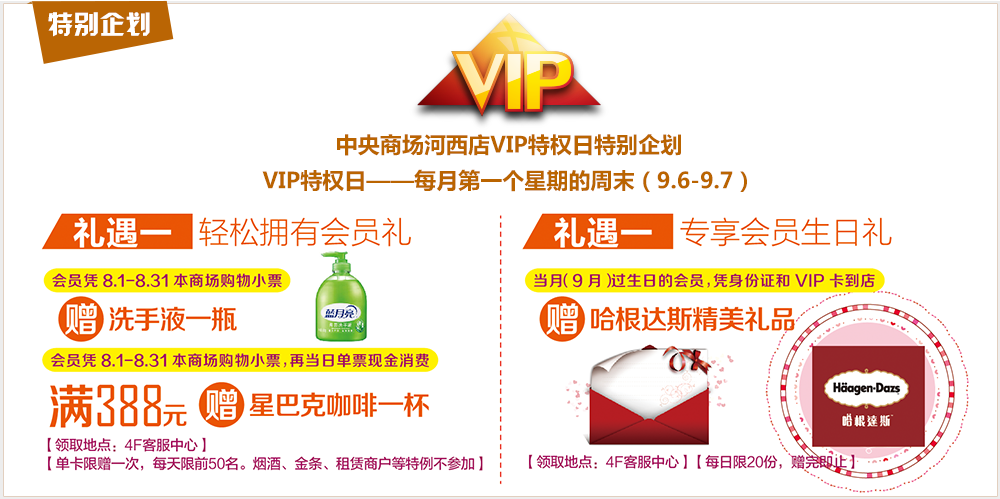 特别企划
VIP
中央商场河西店VIP特权日特别企划
VIP特权日——每月第一个星期的周末（9.6-9.7）
礼遇一 轻松拥有会员礼
会员凭 8.1-8.31 本商场购物小票
赠 洗手液一瓶
蓝月亮
会员凭 8.1-8.31 本商场购物小票，再当日单票现金消费
满388元 赠 星巴克咖啡一杯
【领取地点：4F客服中心】
【单卡限赠一次，每天限前50名。烟酒、金条、租赁商户等特例不参加】
礼遇一 专享会员生日礼
当月（9月）过生日的会员，凭身份证和 VIP 卡到店
赠 哈根达斯精美礼品
Häagen-Dazs
哈根達斯
【领取地点：4F客服中心】【每日限20份，赠完即止】